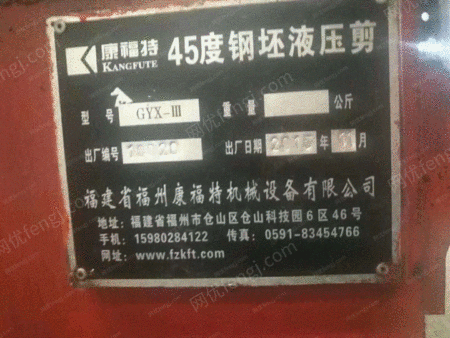 康福特 45度钢坯液压剪
KANGFUTE
型号 GYX-Ⅲ 重量 公斤
出厂编号 出厂日期 2015 年 11 月
福建省福州康福特机械设备有限公司
地址：福建省福州市仓山区仓山科技园6区46号
手机：15980284122 传真：0591-83454766
网址：www.fzkft.com